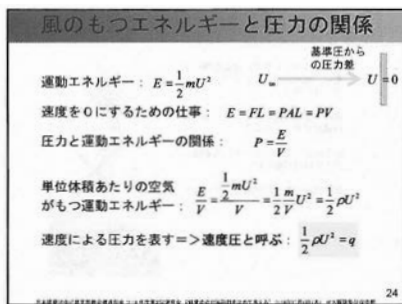 風のもつエネルギーと圧力の関係
基準圧から
の圧力差
運動エネルギー： E = 1/2 mU² U∞ U = 0
速度を0にするための仕事： E = FL = PAL = PV
圧力と運動エネルギーの関係： P = E/V
単位体積あたりの空気
がもつ運動エネルギー： E/V = (1/2 mU²)/V = 1/2 m/V U² = 1/2 ρU²
速度による圧力を表す＝＞速度圧と呼ぶ： 1/2 ρU² = q
24